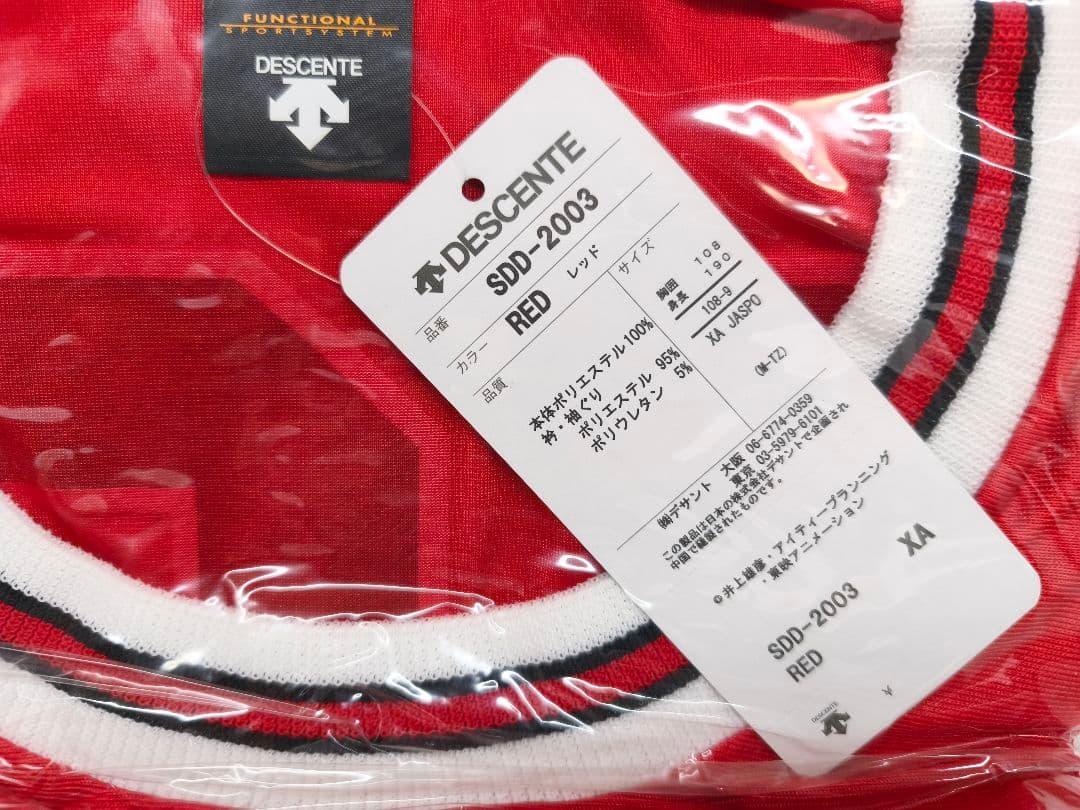 FUNCTIONAL
SPORTSYSTEM
DESCENTE
DESCENTE
品番 SDD-2003
カラー RED レッド
品質
本体ポリエステル100%
衿・袖ぐり
ポリエステル 95%
ポリウレタン 5%
サイズ
胸囲 108
身長 190
108-9
XA JASPO
(M-TZ)
㈱デサント 大阪 06-6774-0359
東京 03-5979-6101
この製品は日本の株式会社デサントで企画され
中国で縫製されたものです。
©井上雄彦・アイティープランニング
・東映アニメーション
XA
SDD-2003
RED
¥
DESCENTE